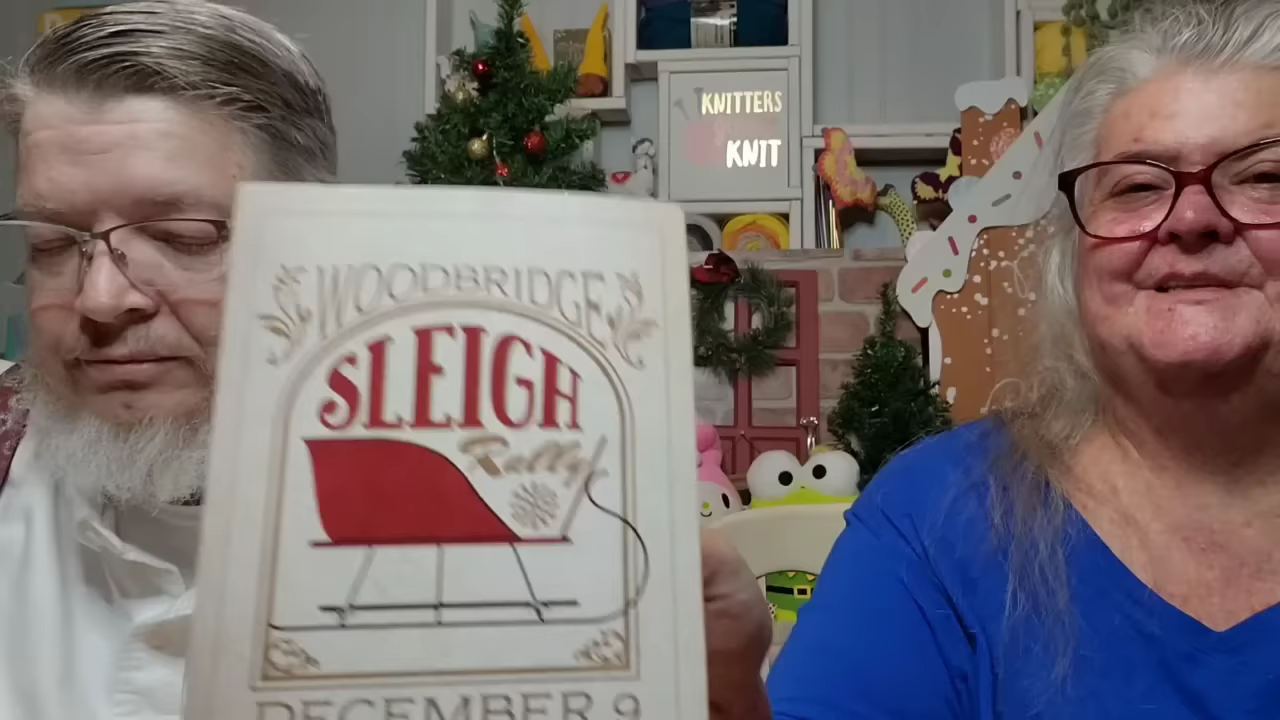 KNITTERS
KNIT
WOODBRIDGE
SLEIGH
Rally
DECEMBER 9